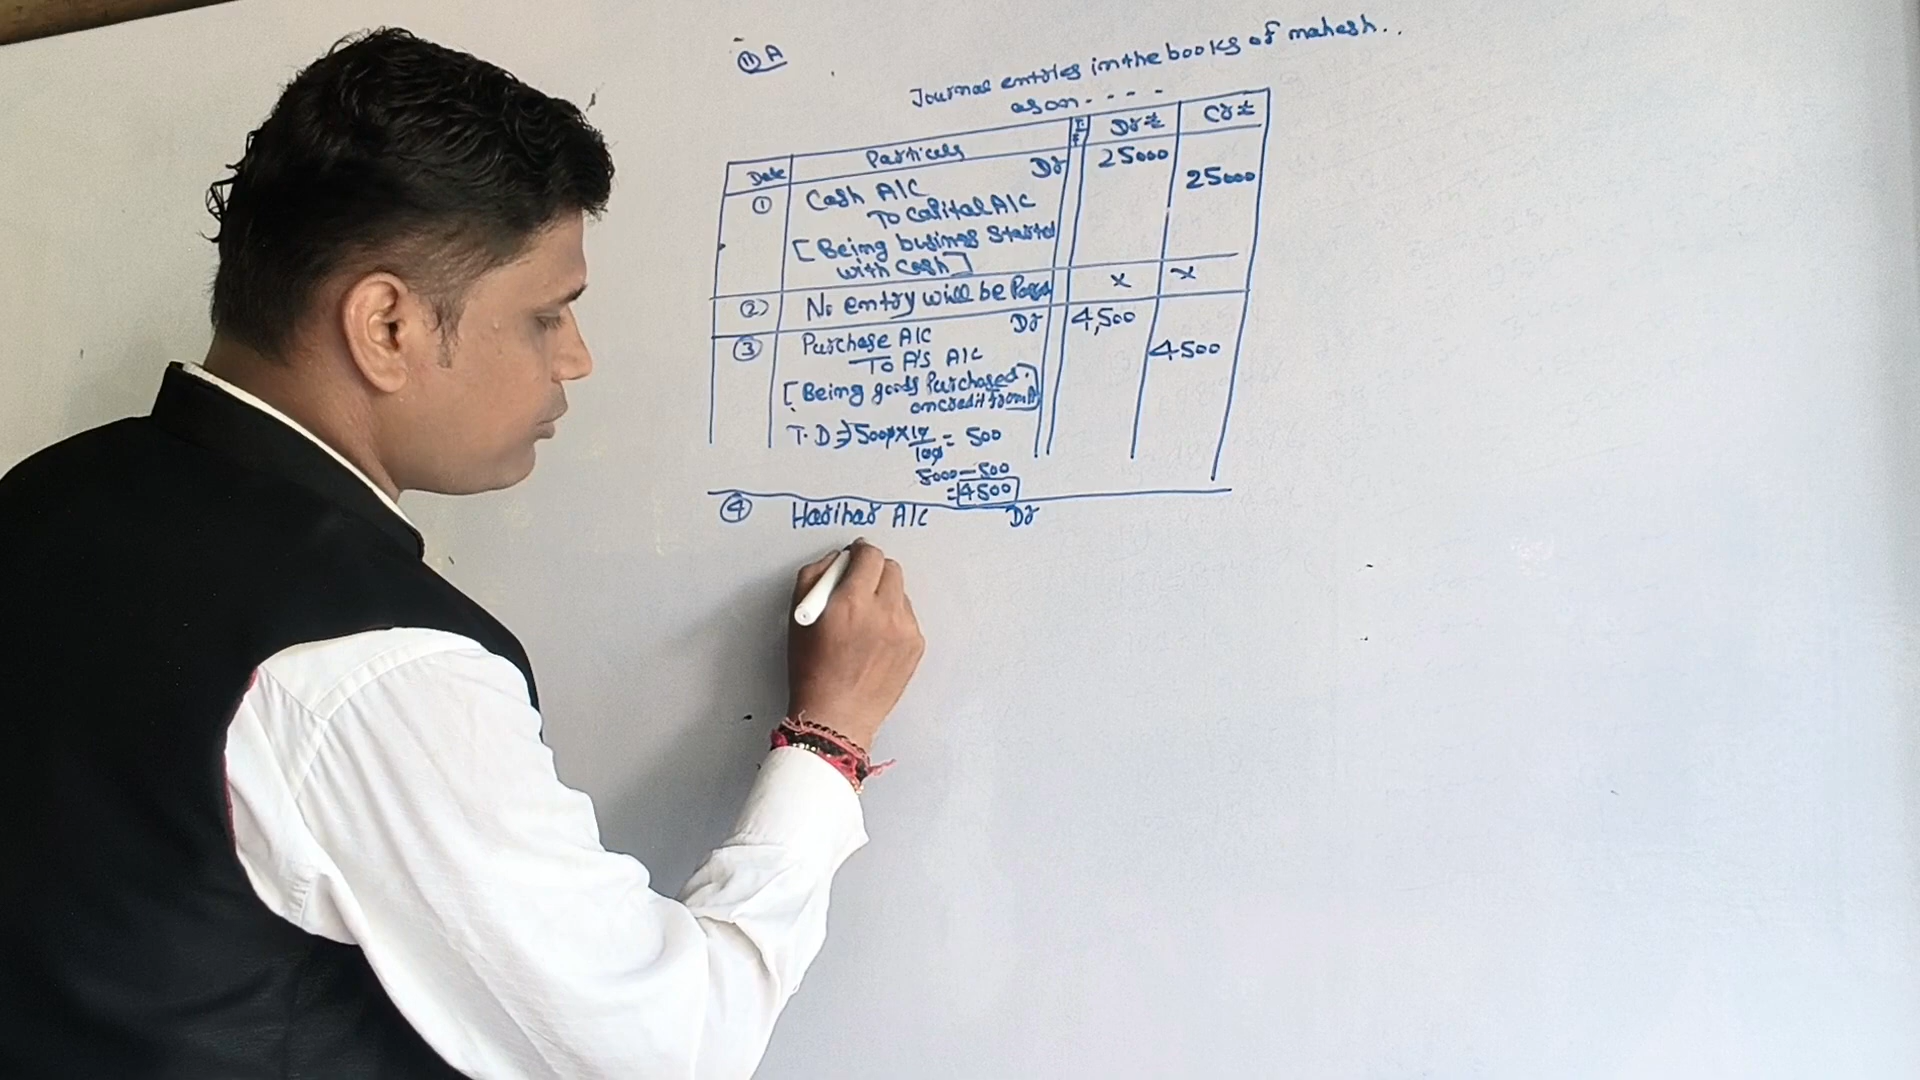 11 A
Journal entries in the books of mahesh..
as on - - - -
Date Particulars L.F Dr ₹ Cr ₹
① Cash A/C Dr 25000
To Capital A/C 25000
[Being business started
with cash]
② No entry will be Passed x x
③ Purchase A/C Dr 4,500
To A's A/C 4500
[Being goods Purchased
on credit from A]
T.D ⇒ 5000 × 10/100 = 500
5000 - 500
= 4500
④ Harihar A/C Dr